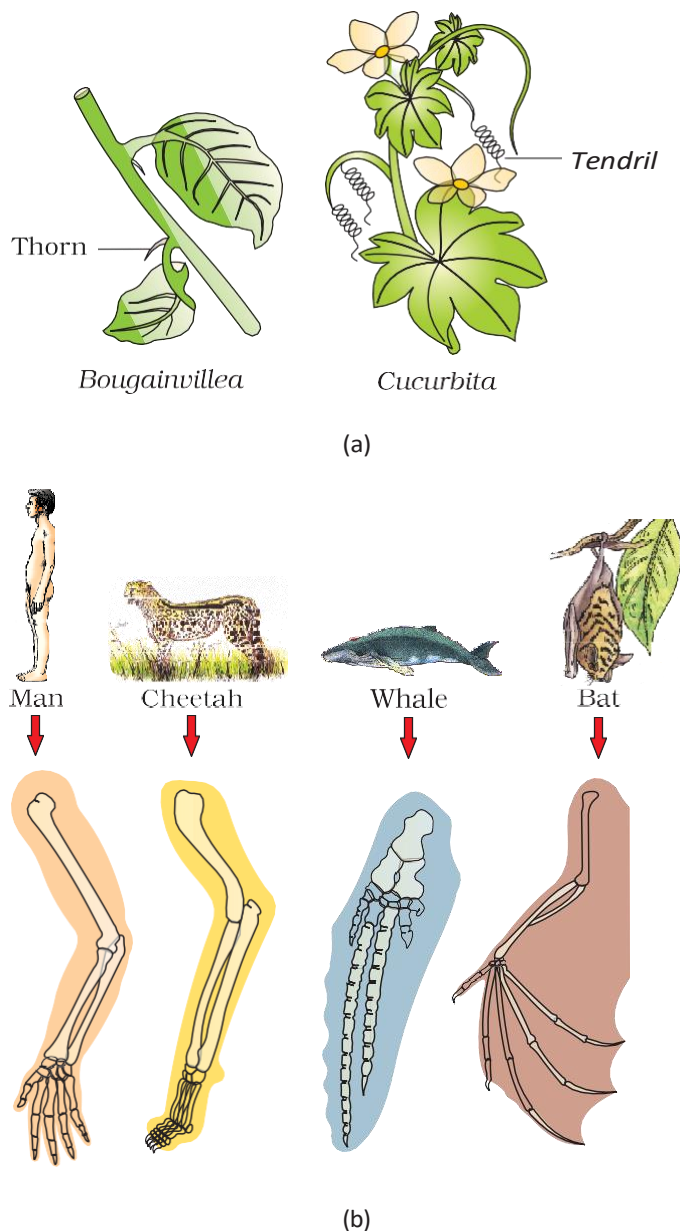 Tendril
Thorn
Bougainvillea
Cucurbita
(a)
Man
Cheetah
Whale
Bat
(b)